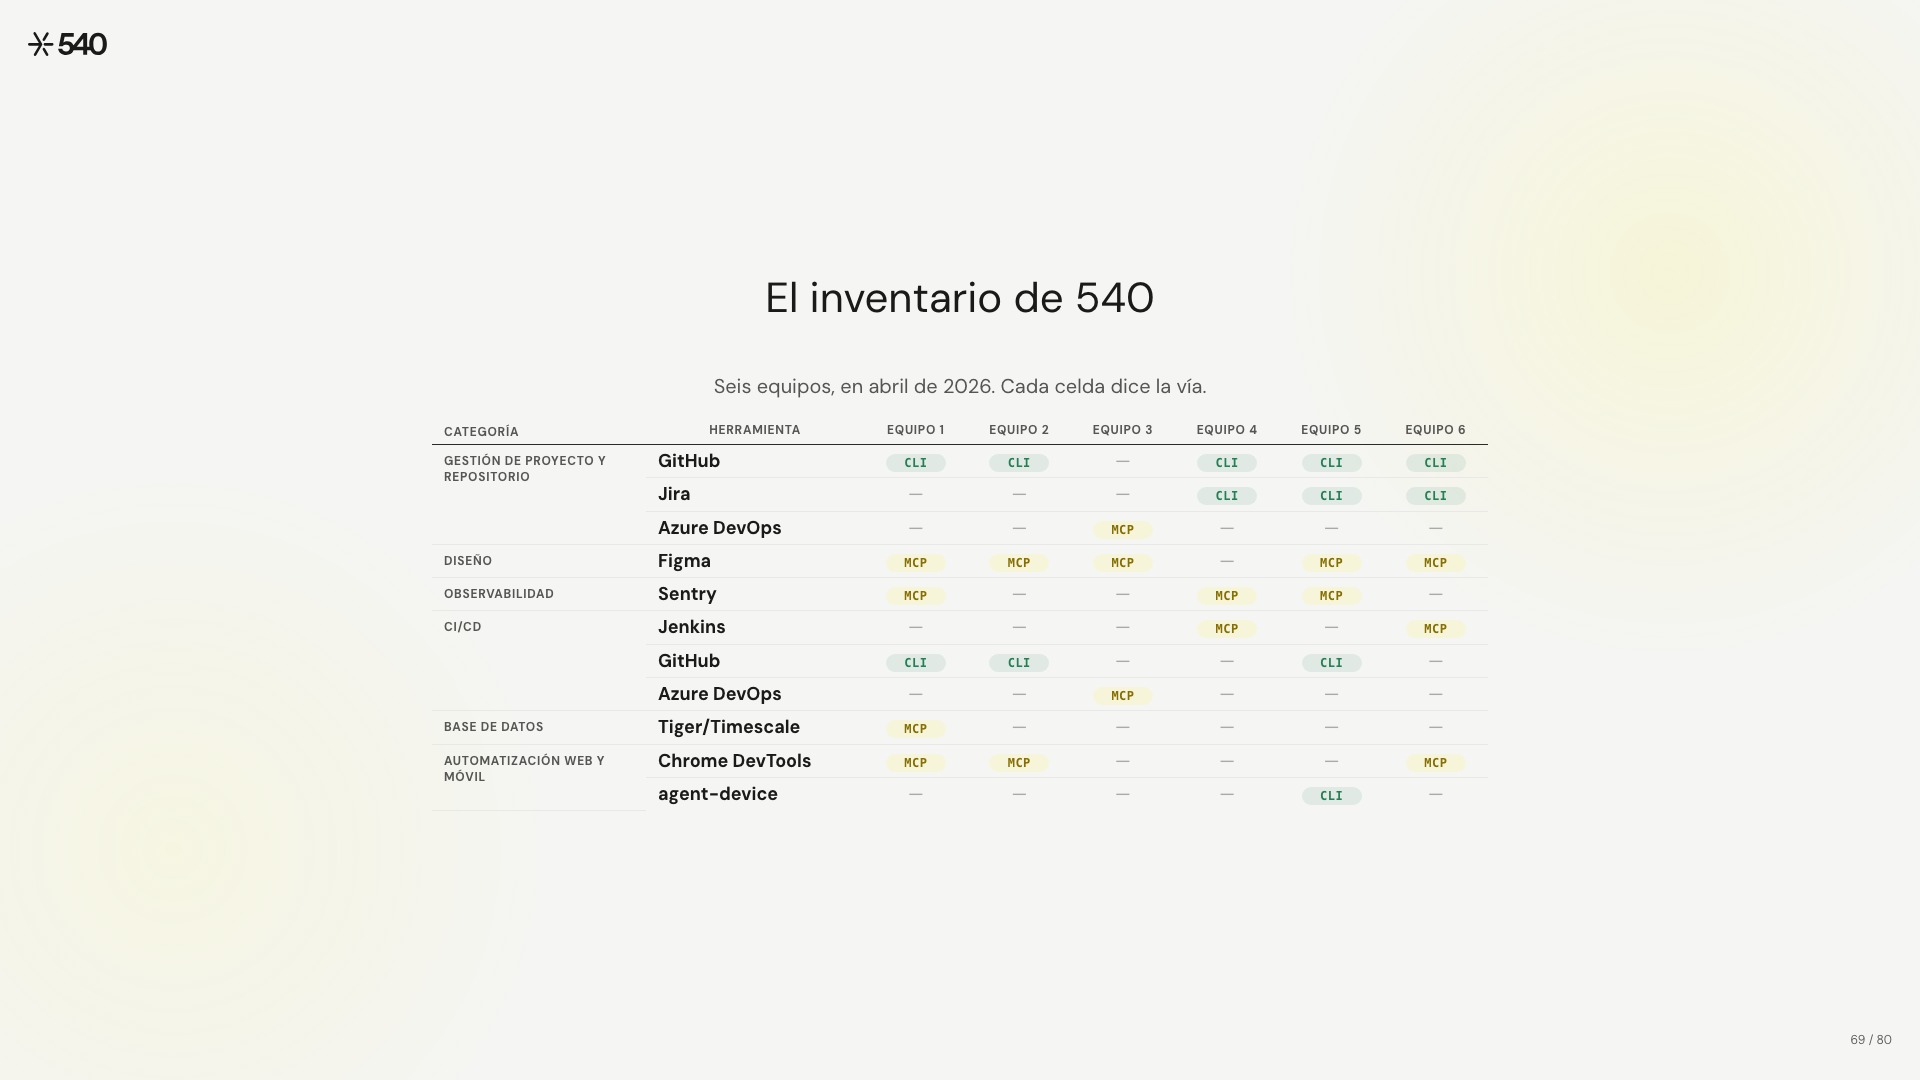 540
El inventario de 540
Seis equipos, en abril de 2026. Cada celda dice la vía.
CATEGORÍA HERRAMIENTA EQUIPO 1 EQUIPO 2 EQUIPO 3 EQUIPO 4 EQUIPO 5 EQUIPO 6
GESTIÓN DE PROYECTO Y REPOSITORIO GitHub CLI CLI — CLI CLI CLI
Jira — — — CLI CLI CLI
Azure DevOps — — MCP — — —
DISEÑO Figma MCP MCP MCP — MCP MCP
OBSERVABILIDAD Sentry MCP — — MCP MCP —
CI/CD Jenkins — — — MCP — MCP
GitHub CLI CLI — — CLI —
Azure DevOps — — MCP — — —
BASE DE DATOS Tiger/Timescale MCP — — — — —
AUTOMATIZACIÓN WEB Y MÓVIL Chrome DevTools MCP MCP — — — MCP
agent-device — — — — CLI —
69 / 80